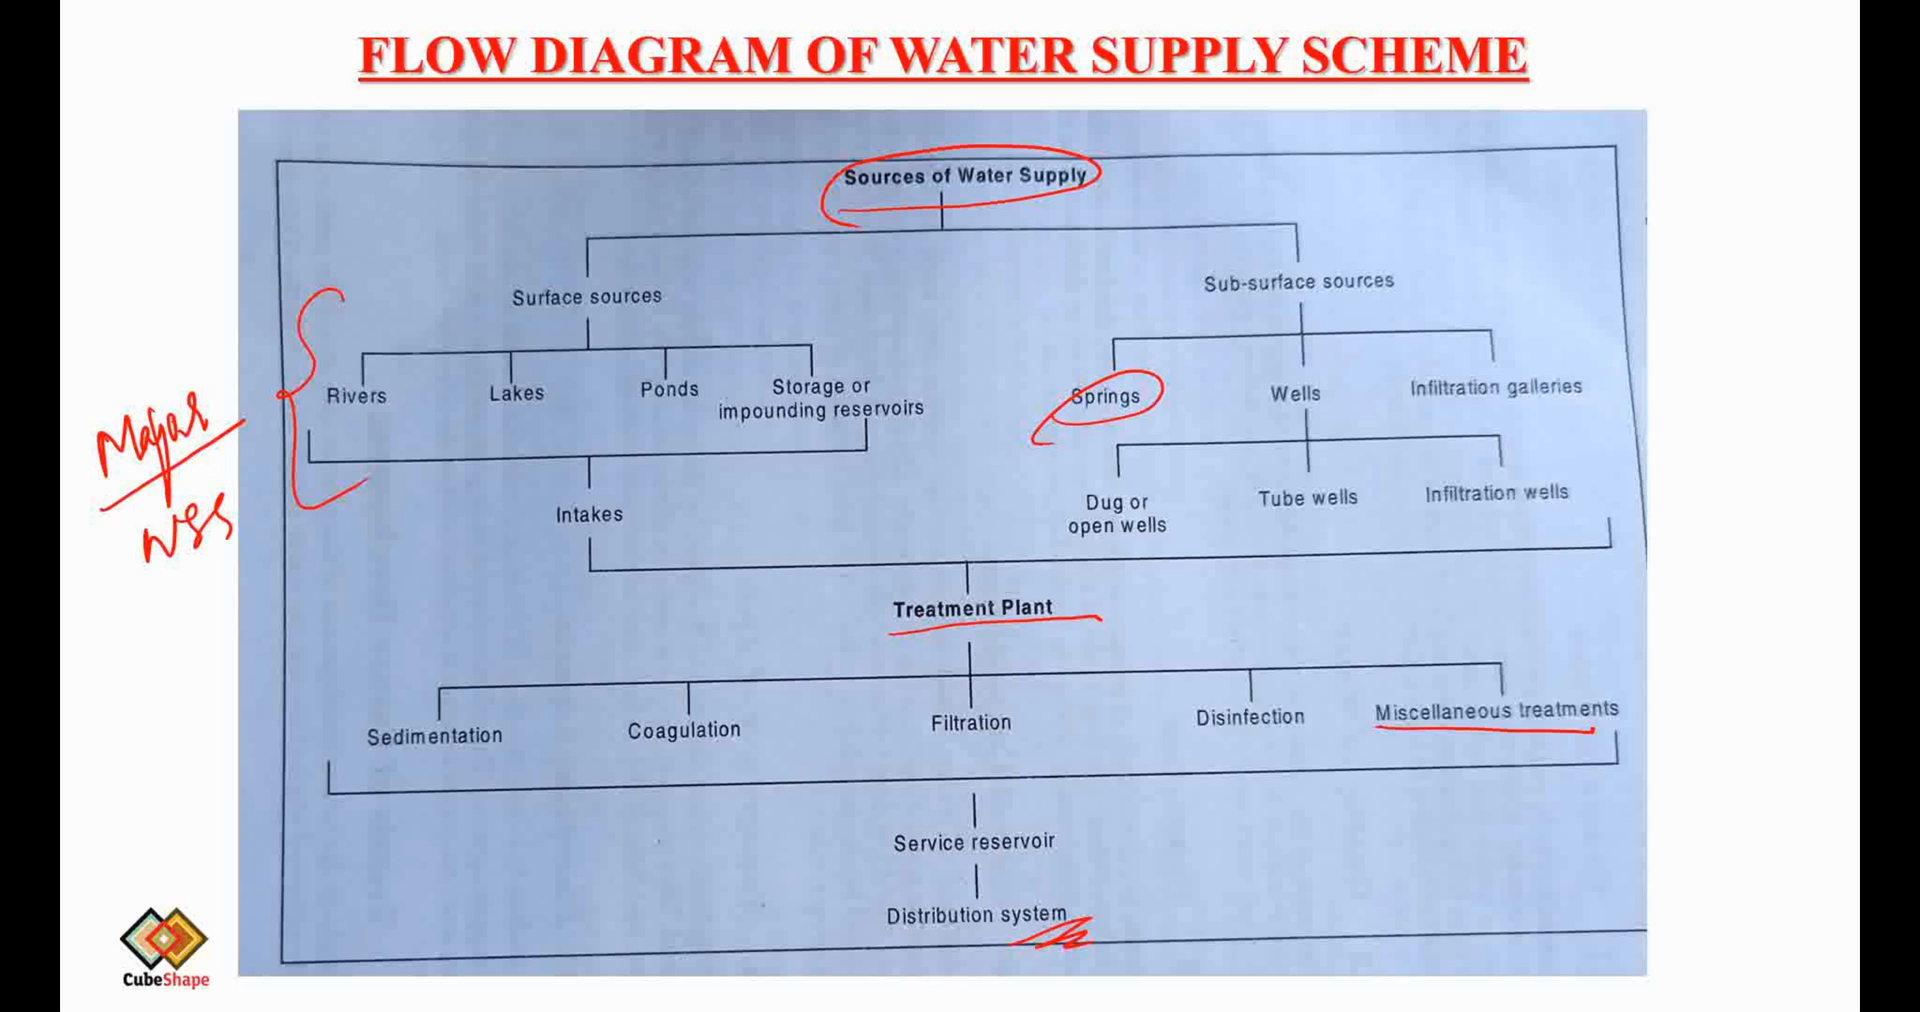 FLOW DIAGRAM OF WATER SUPPLY SCHEME
Sources of Water Supply
Surface sources
Sub-surface sources
Rivers
Lakes
Ponds
Storage or
impounding reservoirs
Springs
Wells
Infiltration galleries
Major
WSS
Intakes
Dug or
open wells
Tube wells
Infiltration wells
Treatment Plant
Sedimentation
Coagulation
Filtration
Disinfection
Miscellaneous treatments
Service reservoir
Distribution system
CubeShape